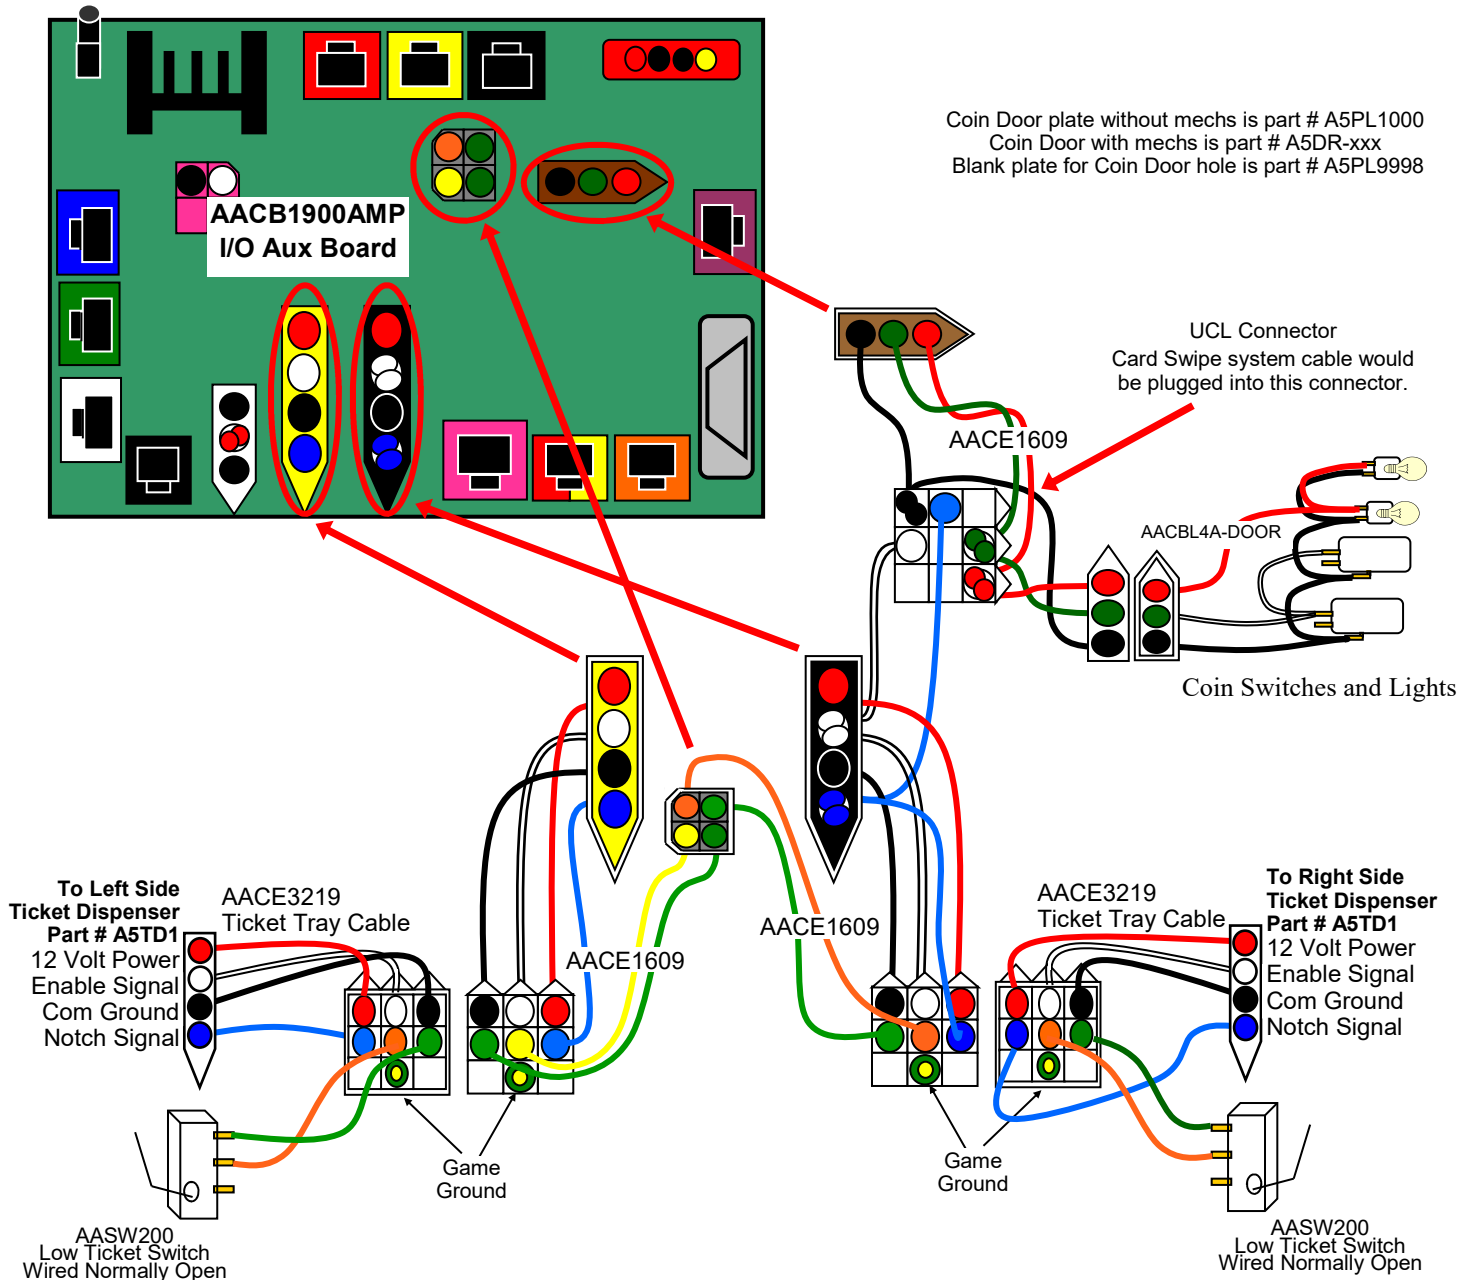 Coin Door plate without mechs is part # A5PL1000
Coin Door with mechs is part # A5DR-xxx
Blank plate for Coin Door hole is part # A5PL9998
AACB1900AMP
I/O Aux Board
UCL Connector
Card Swipe system cable would
be plugged into this connector.
AACE1609
AACBL4A-DOOR
Coin Switches and Lights
To Left Side
Ticket Dispenser
Part # A5TD1
12 Volt Power
Enable Signal
Com Ground
Notch Signal
AACE3219
Ticket Tray Cable
AACE1609
AACE1609
AACE3219
Ticket Tray Cable
To Right Side
Ticket Dispenser
Part # A5TD1
12 Volt Power
Enable Signal
Com Ground
Notch Signal
Game
Ground
Game
Ground
AASW200
Low Ticket Switch
Wired Normally Open
AASW200
Low Ticket Switch
Wired Normally Open